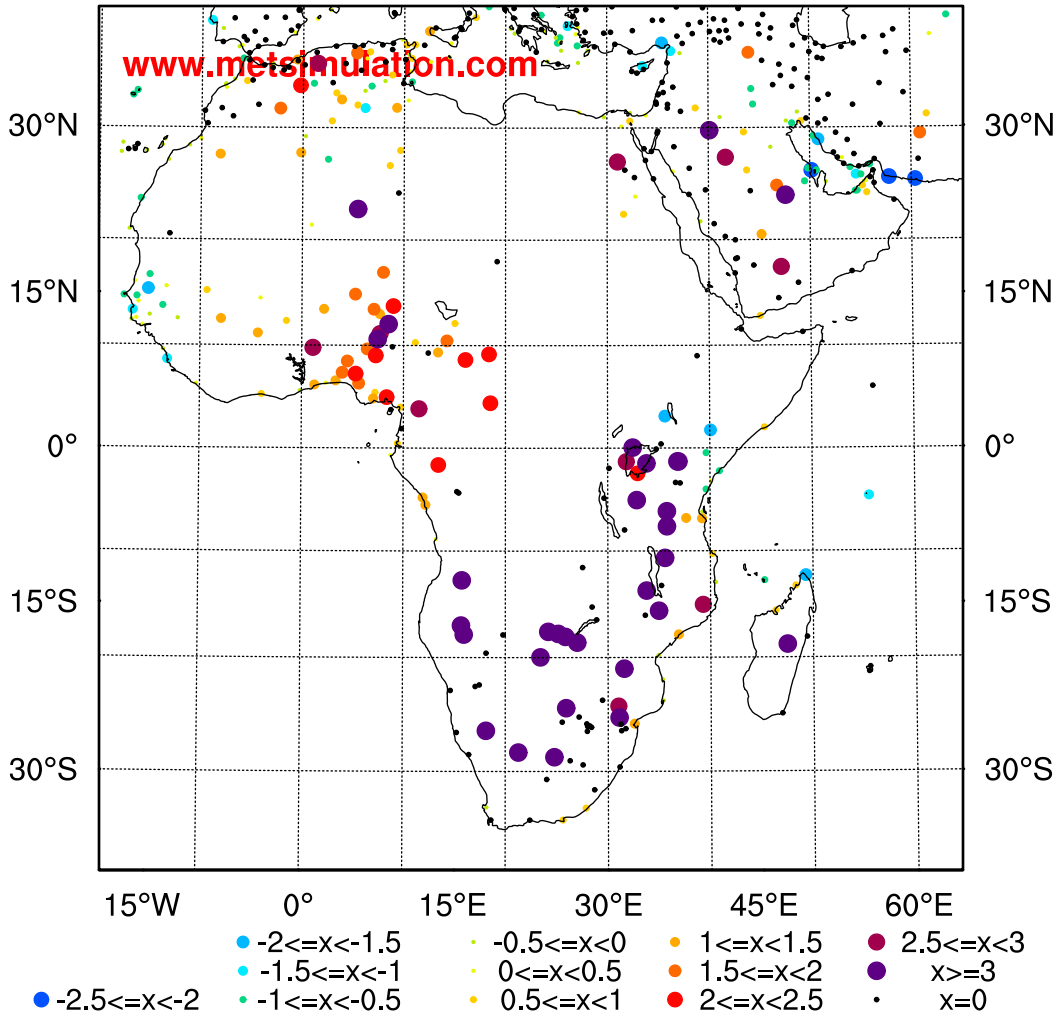 www.metsimulation.com
30°N 30°N
15°N 15°N
0° 0°
15°S 15°S
30°S 30°S
15°W 0° 15°E 30°E 45°E 60°E
-2<=x<-1.5 -0.5<=x<0 1<=x<1.5 2.5<=x<3
-1.5<=x<-1 0<=x<0.5 1.5<=x<2 x>=3
-2.5<=x<-2 -1<=x<-0.5 0.5<=x<1 2<=x<2.5 x=0